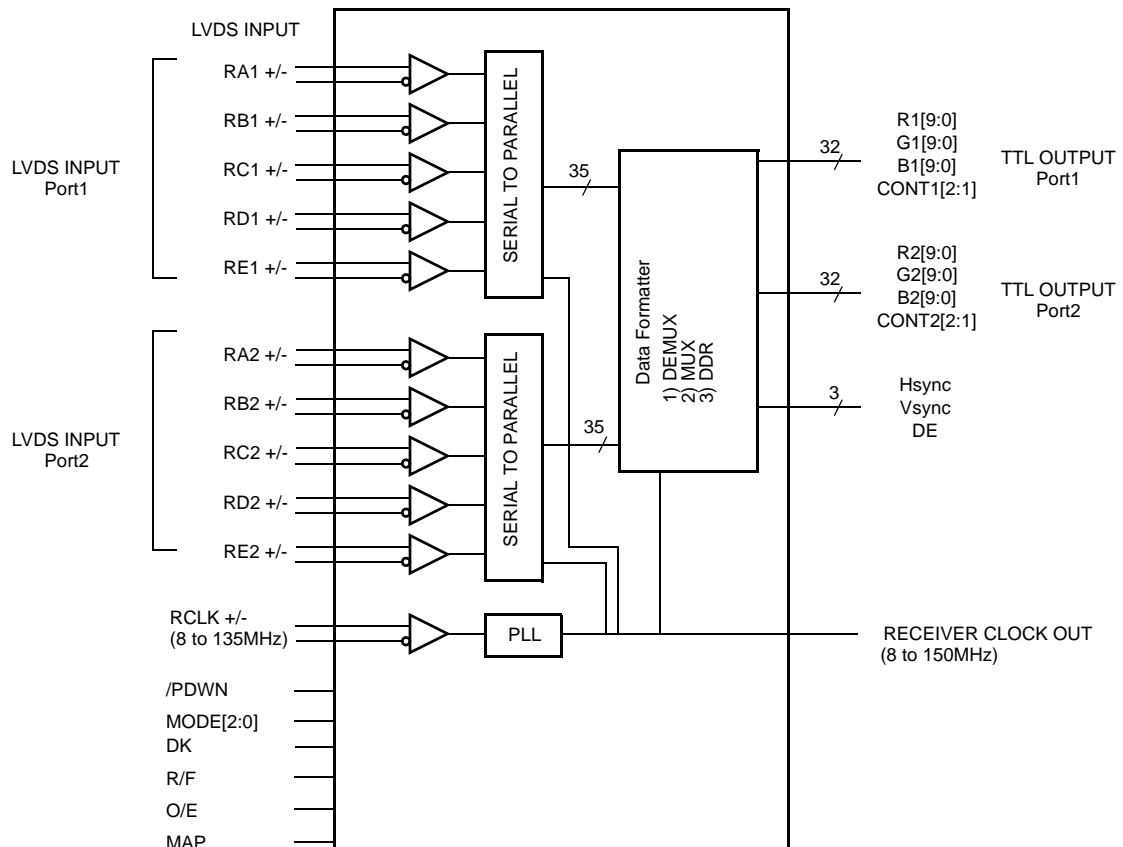 LVDS INPUT
LVDS INPUT
Port1
RA1 +/-
RB1 +/-
RC1 +/-
RD1 +/-
RE1 +/-
SERIAL TO PARALLEL
35
LVDS INPUT
Port2
RA2 +/-
RB2 +/-
RC2 +/-
RD2 +/-
RE2 +/-
SERIAL TO PARALLEL
35
Data Formatter
1) DEMUX
2) MUX
3) DDR
32
R1[9:0]
G1[9:0]
B1[9:0]
CONT1[2:1]
TTL OUTPUT
Port1
32
R2[9:0]
G2[9:0]
B2[9:0]
CONT2[2:1]
TTL OUTPUT
Port2
3
Hsync
Vsync
DE
RCLK +/-
(8 to 135MHz)
PLL
RECEIVER CLOCK OUT
(8 to 150MHz)
/PDWN
MODE[2:0]
DK
R/F
O/E
MAP